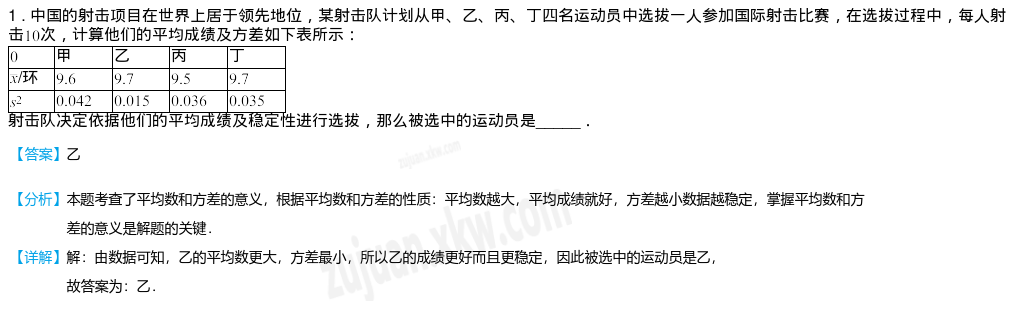 1．中国的射击项目在世界上居于领先地位，某射击队计划从甲、乙、丙、丁四名运动员中选拔一人参加国际射击比赛，在选拔过程中，每人射
击10次，计算他们的平均成绩及方差如下表所示：
0 甲 乙 丙 丁
x̄/环 9.6 9.7 9.5 9.7
s² 0.042 0.015 0.036 0.035
射击队决定依据他们的平均成绩及稳定性进行选拔，那么被选中的运动员是______．
【答案】乙
zujuan.xkw.com
【分析】本题考查了平均数和方差的意义，根据平均数和方差的性质：平均数越大，平均成绩就好，方差越小数据越稳定，掌握平均数和方
差的意义是解题的关键．
【详解】解：由数据可知，乙的平均数更大，方差最小，所以乙的成绩更好而且更稳定，因此被选中的运动员是乙，
故答案为：乙．
zujuan.xkw.com